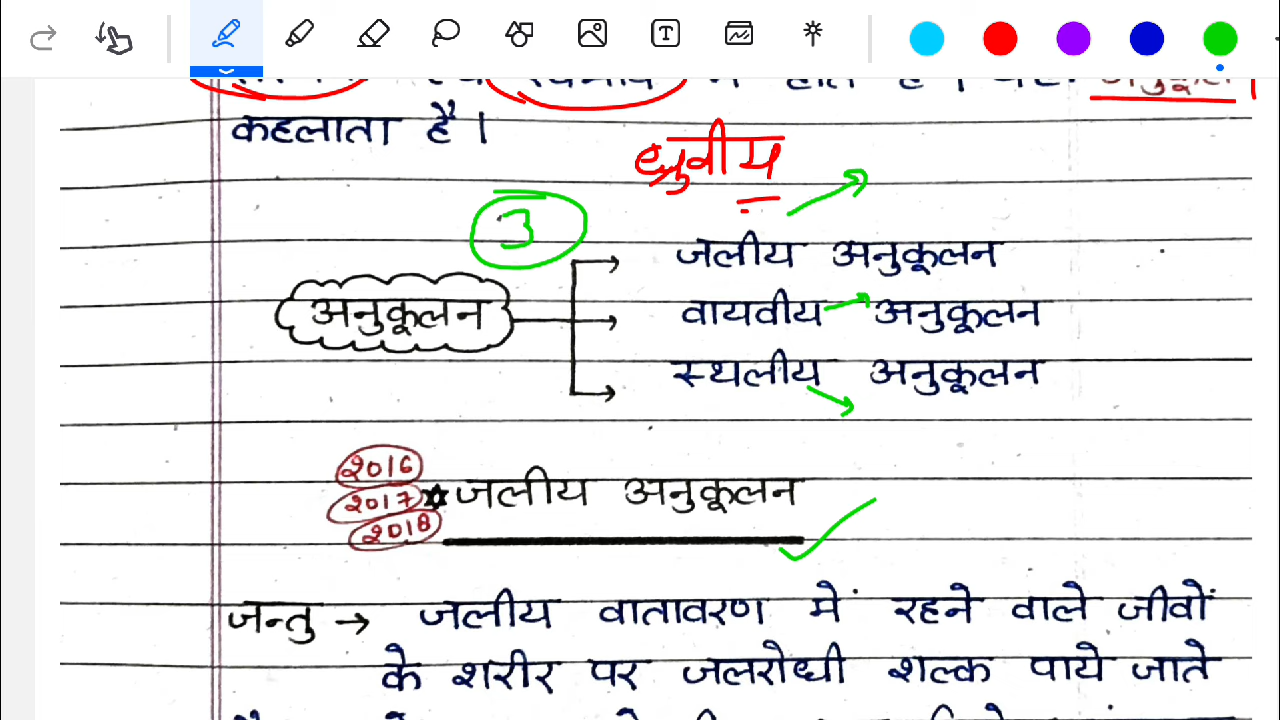 कहलाता है।
ध्रुवीय
3
जलीय अनुकूलन
अनुकूलन
वायवीय अनुकूलन
स्थलीय अनुकूलन
2016
2017
2018
जलीय अनुकूलन
जन्तु → जलीय वातावरण में रहने वाले जीवों
के शरीर पर जलरोधी शल्क पाये जाते